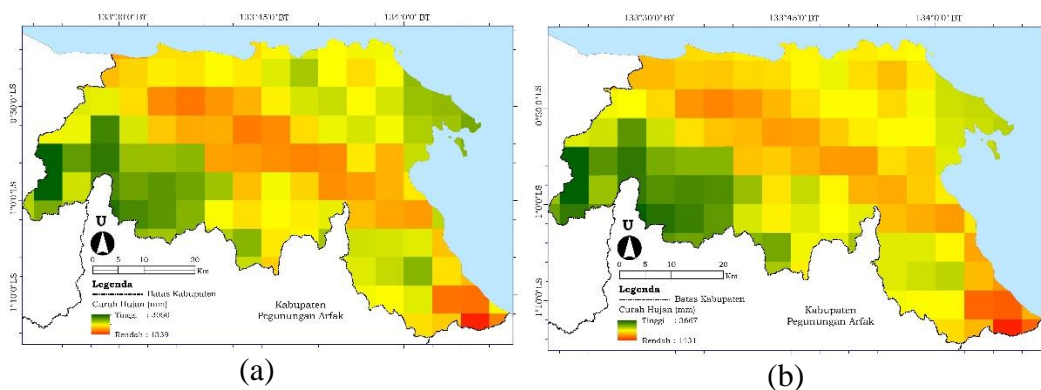 133°30'0"BT 133°45'0"BT 134°0'0"BT
0°50'0"LS
1°0'0"LS
1°10'0"LS
U
0 5 10 20
Km
Legenda
Batas Kabupaten
Curah Hujan (mm)
Tinggi :
Rendah : 1339
Kabupaten
Pegunungan Arfak
(a)
133°30'0"BT 133°45'0"BT 134°0'0"BT
0°50'0"LS
1°0'0"LS
1°10'0"LS
U
0 5 10 20
Km
Legenda
Batas Kabupaten
Curah Hujan (mm)
Tinggi : 3667
Rendah : 1431
Kabupaten
Pegunungan Arfak
(b)